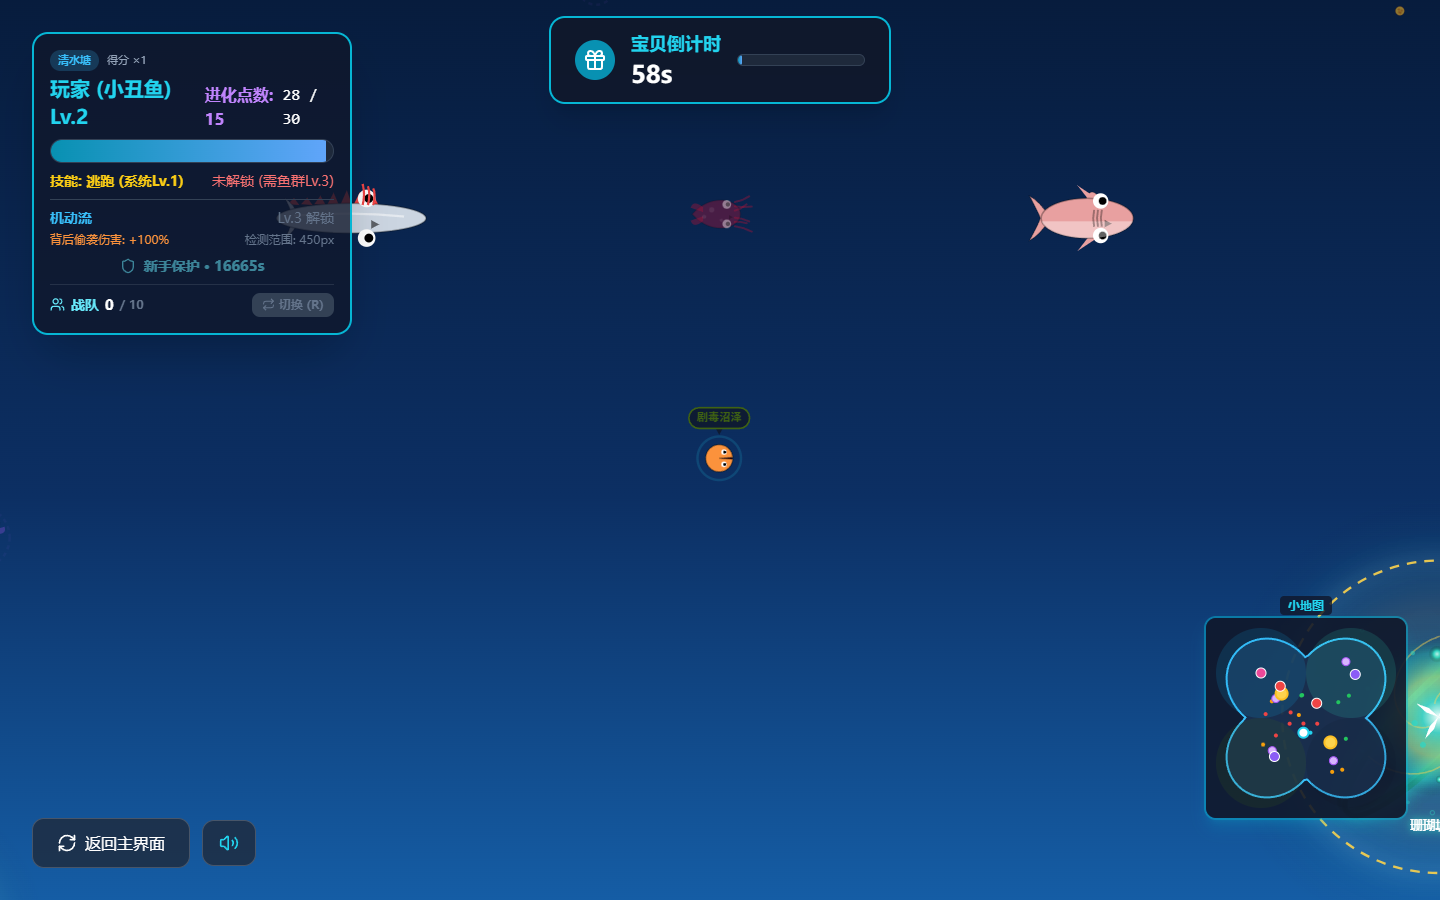 清水塘 得分 ×1
玩家 (小丑鱼)
Lv.2
进化点数: 28 /
15 30
技能: 逃跑 (系统Lv.1) 未解锁 (需鱼群Lv.3)
机动流 Lv.3 解锁
背后偷袭伤害: +100% 检测范围: 450px
新手保护 • 16665s
战队 0 / 10 切换 (R)
宝贝倒计时
58s
剧毒沼泽
小地图
珊瑚
返回主界面